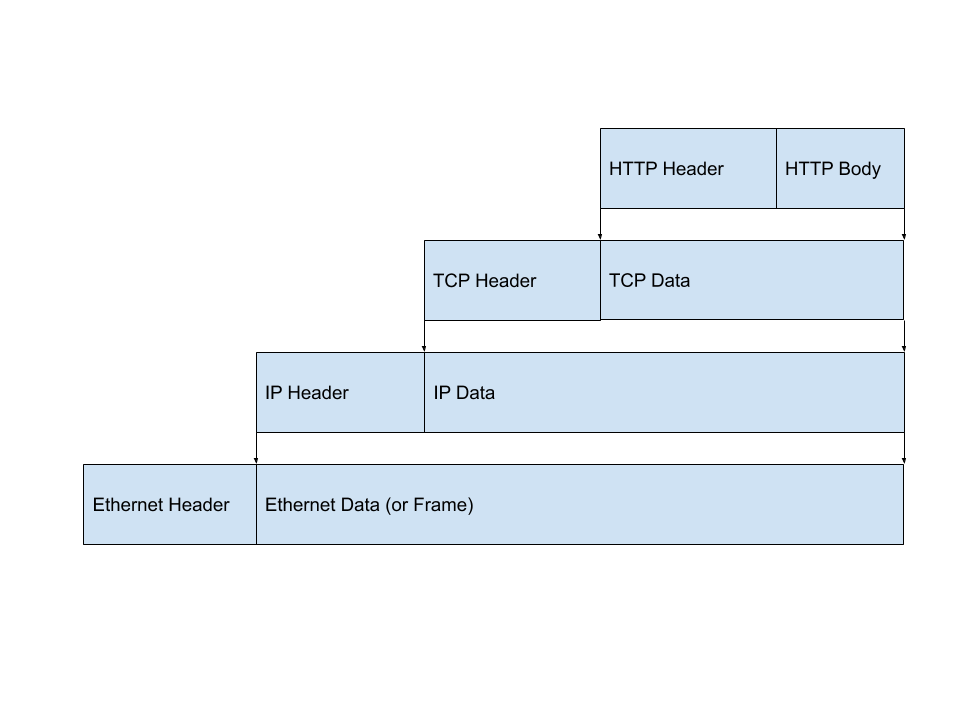 HTTP Header
HTTP Body
TCP Header
TCP Data
IP Header
IP Data
Ethernet Header
Ethernet Data (or Frame)